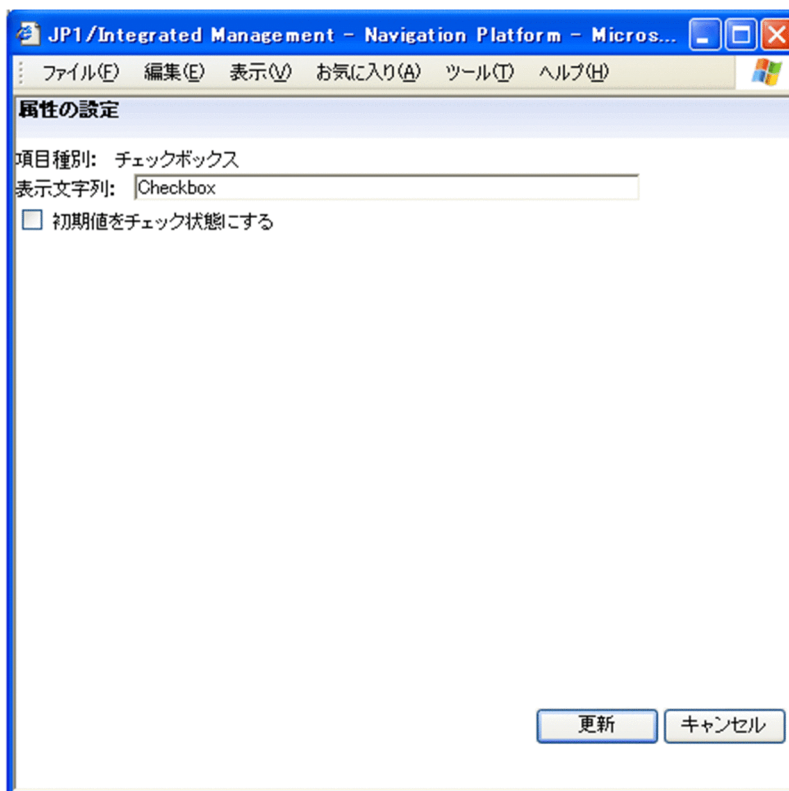 JP1/Integrated Management - Navigation Platform - Micros...
ファイル(F) 編集(E) 表示(V) お気に入り(A) ツール(T) ヘルプ(H)
属性の設定
項目種別: チェックボックス
表示文字列: Checkbox
初期値をチェック状態にする
更新 キャンセル